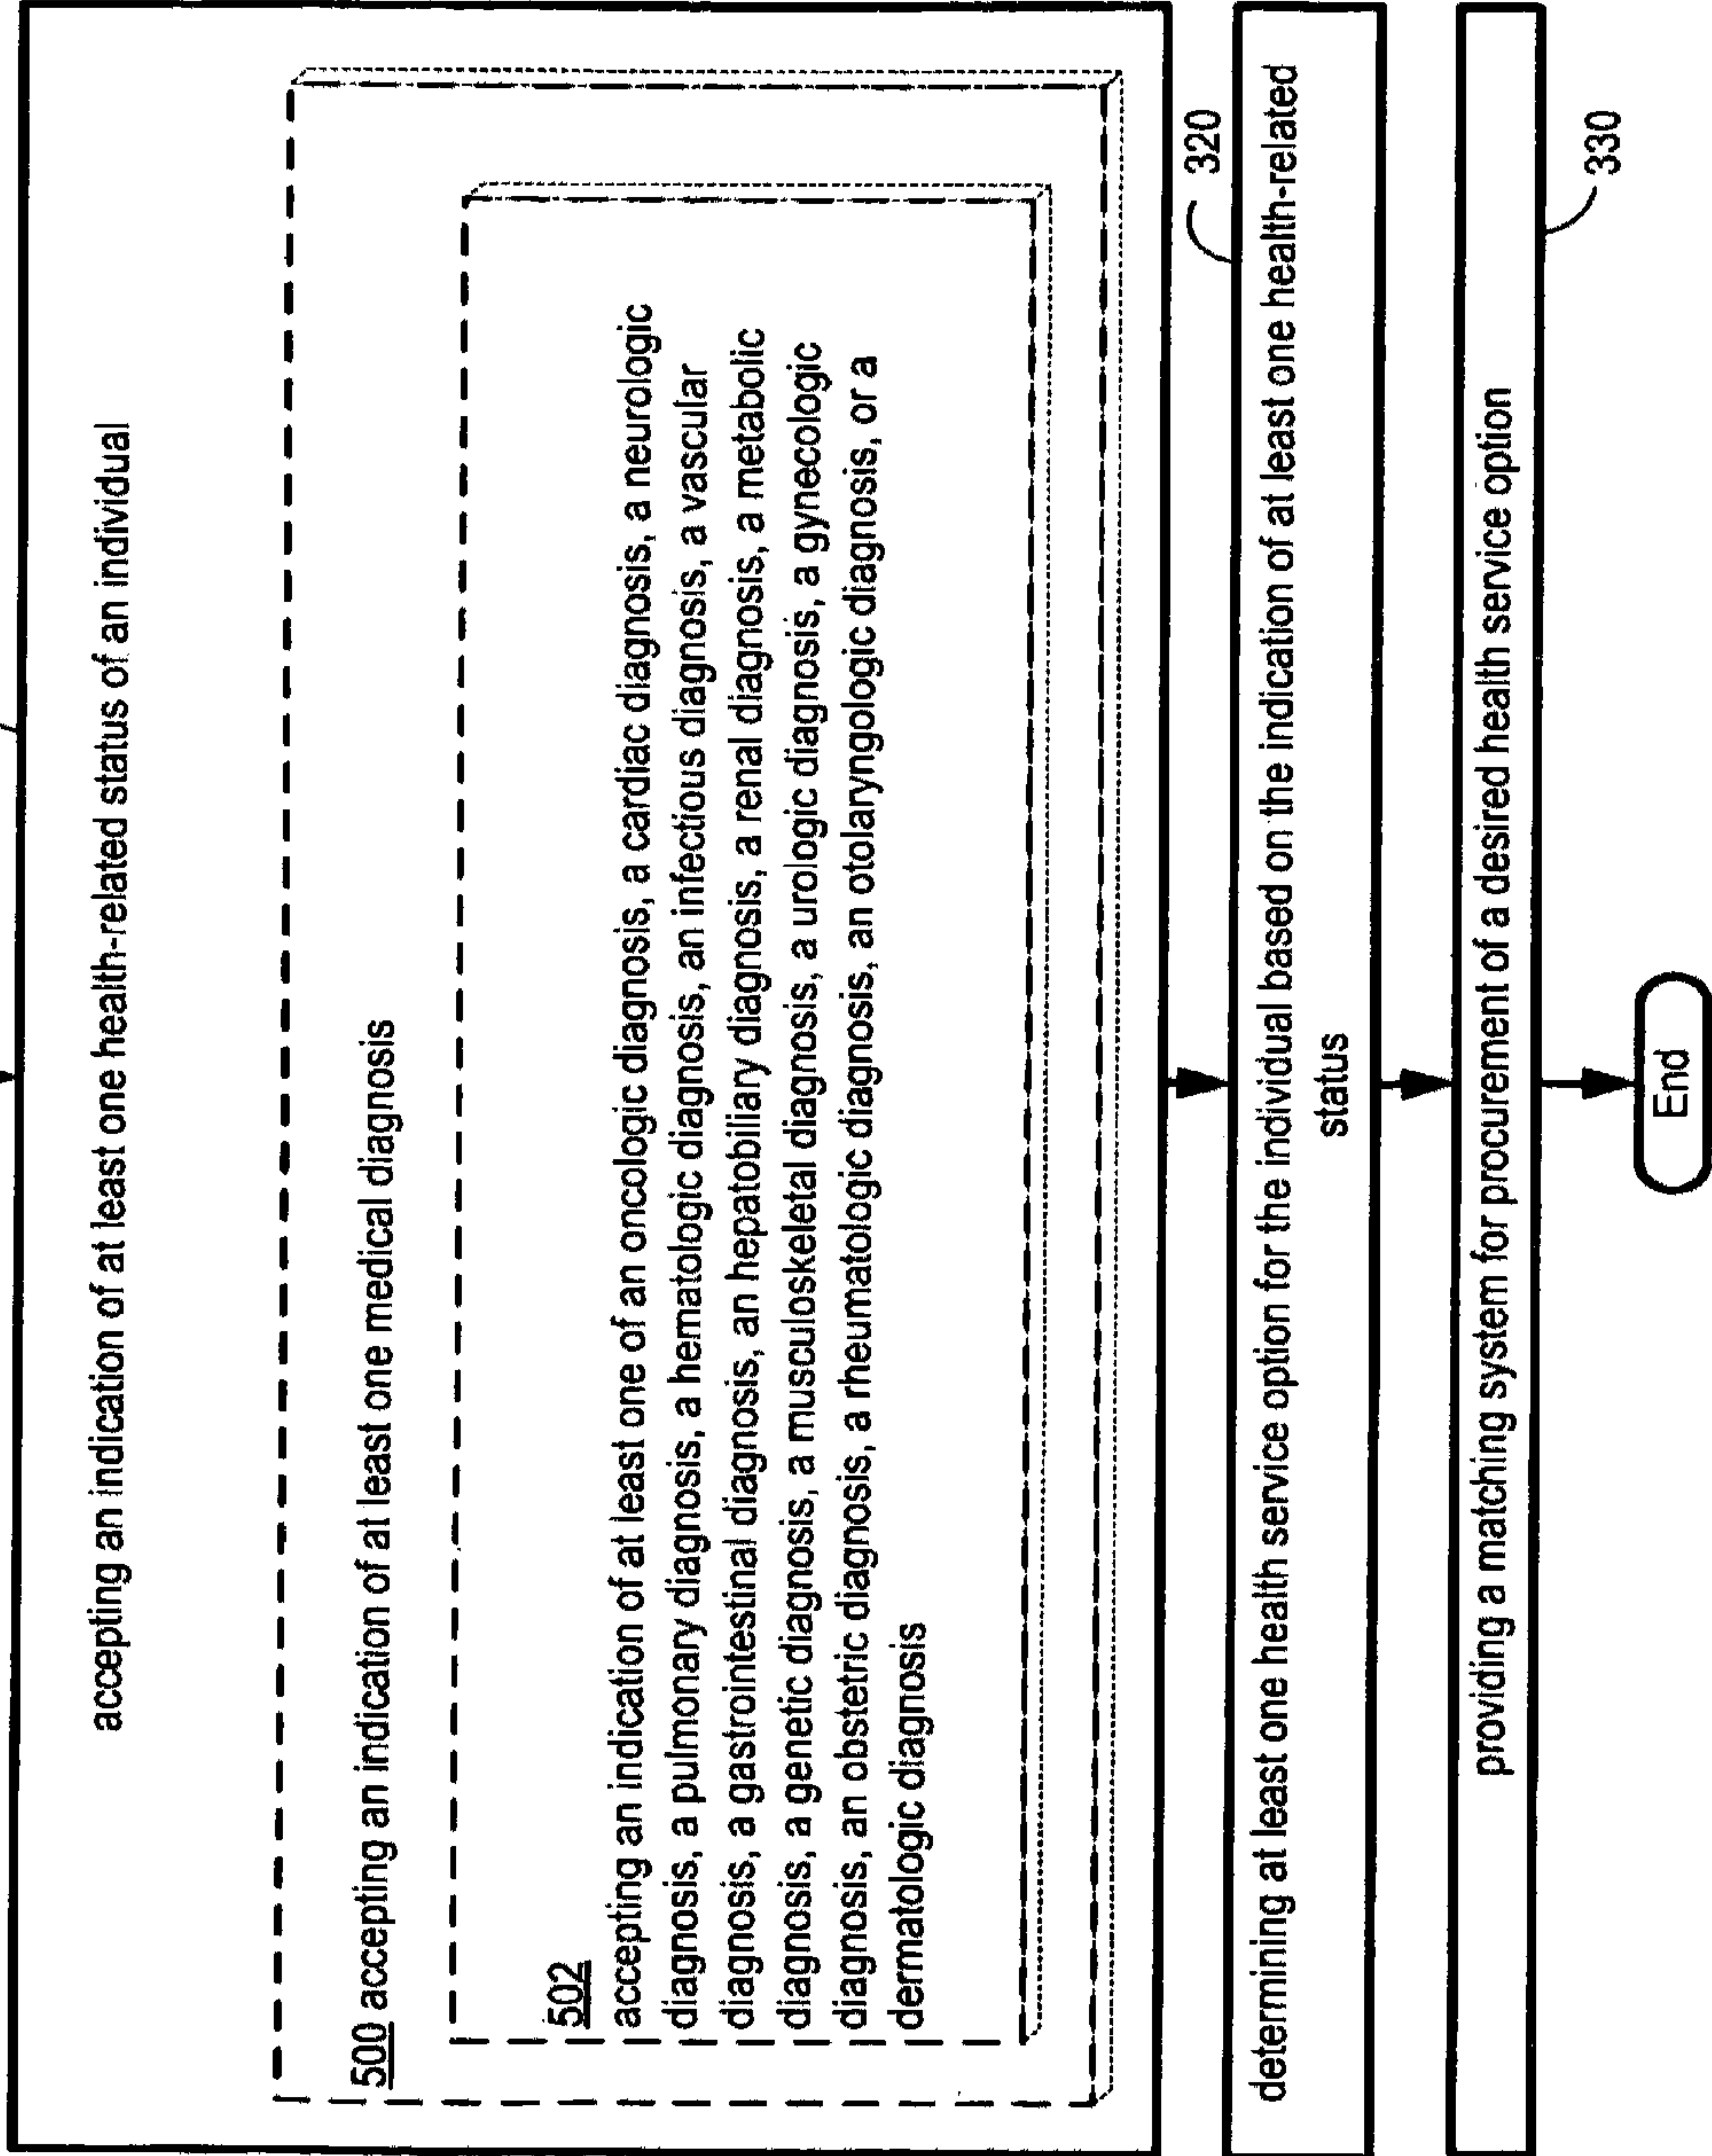 accepting an indication of at least one health-related status of an individual
500 accepting an indication of at least one medical diagnosis
502
accepting an indication of at least one of an oncologic diagnosis, a cardiac diagnosis, a neurologic
diagnosis, a pulmonary diagnosis, a hematologic diagnosis, an infectious diagnosis, a vascular
diagnosis, a gastrointestinal diagnosis, an hepatobiliary diagnosis, a renal diagnosis, a metabolic
diagnosis, a genetic diagnosis, a musculoskeletal diagnosis, a urologic diagnosis, a gynecologic
diagnosis, an obstetric diagnosis, a rheumatologic diagnosis, an otolaryngologic diagnosis, or a
dermatologic diagnosis
320
determining at least one health service option for the individual based on the indication of at least one health-related
status
providing a matching system for procurement of a desired health service option
330
End